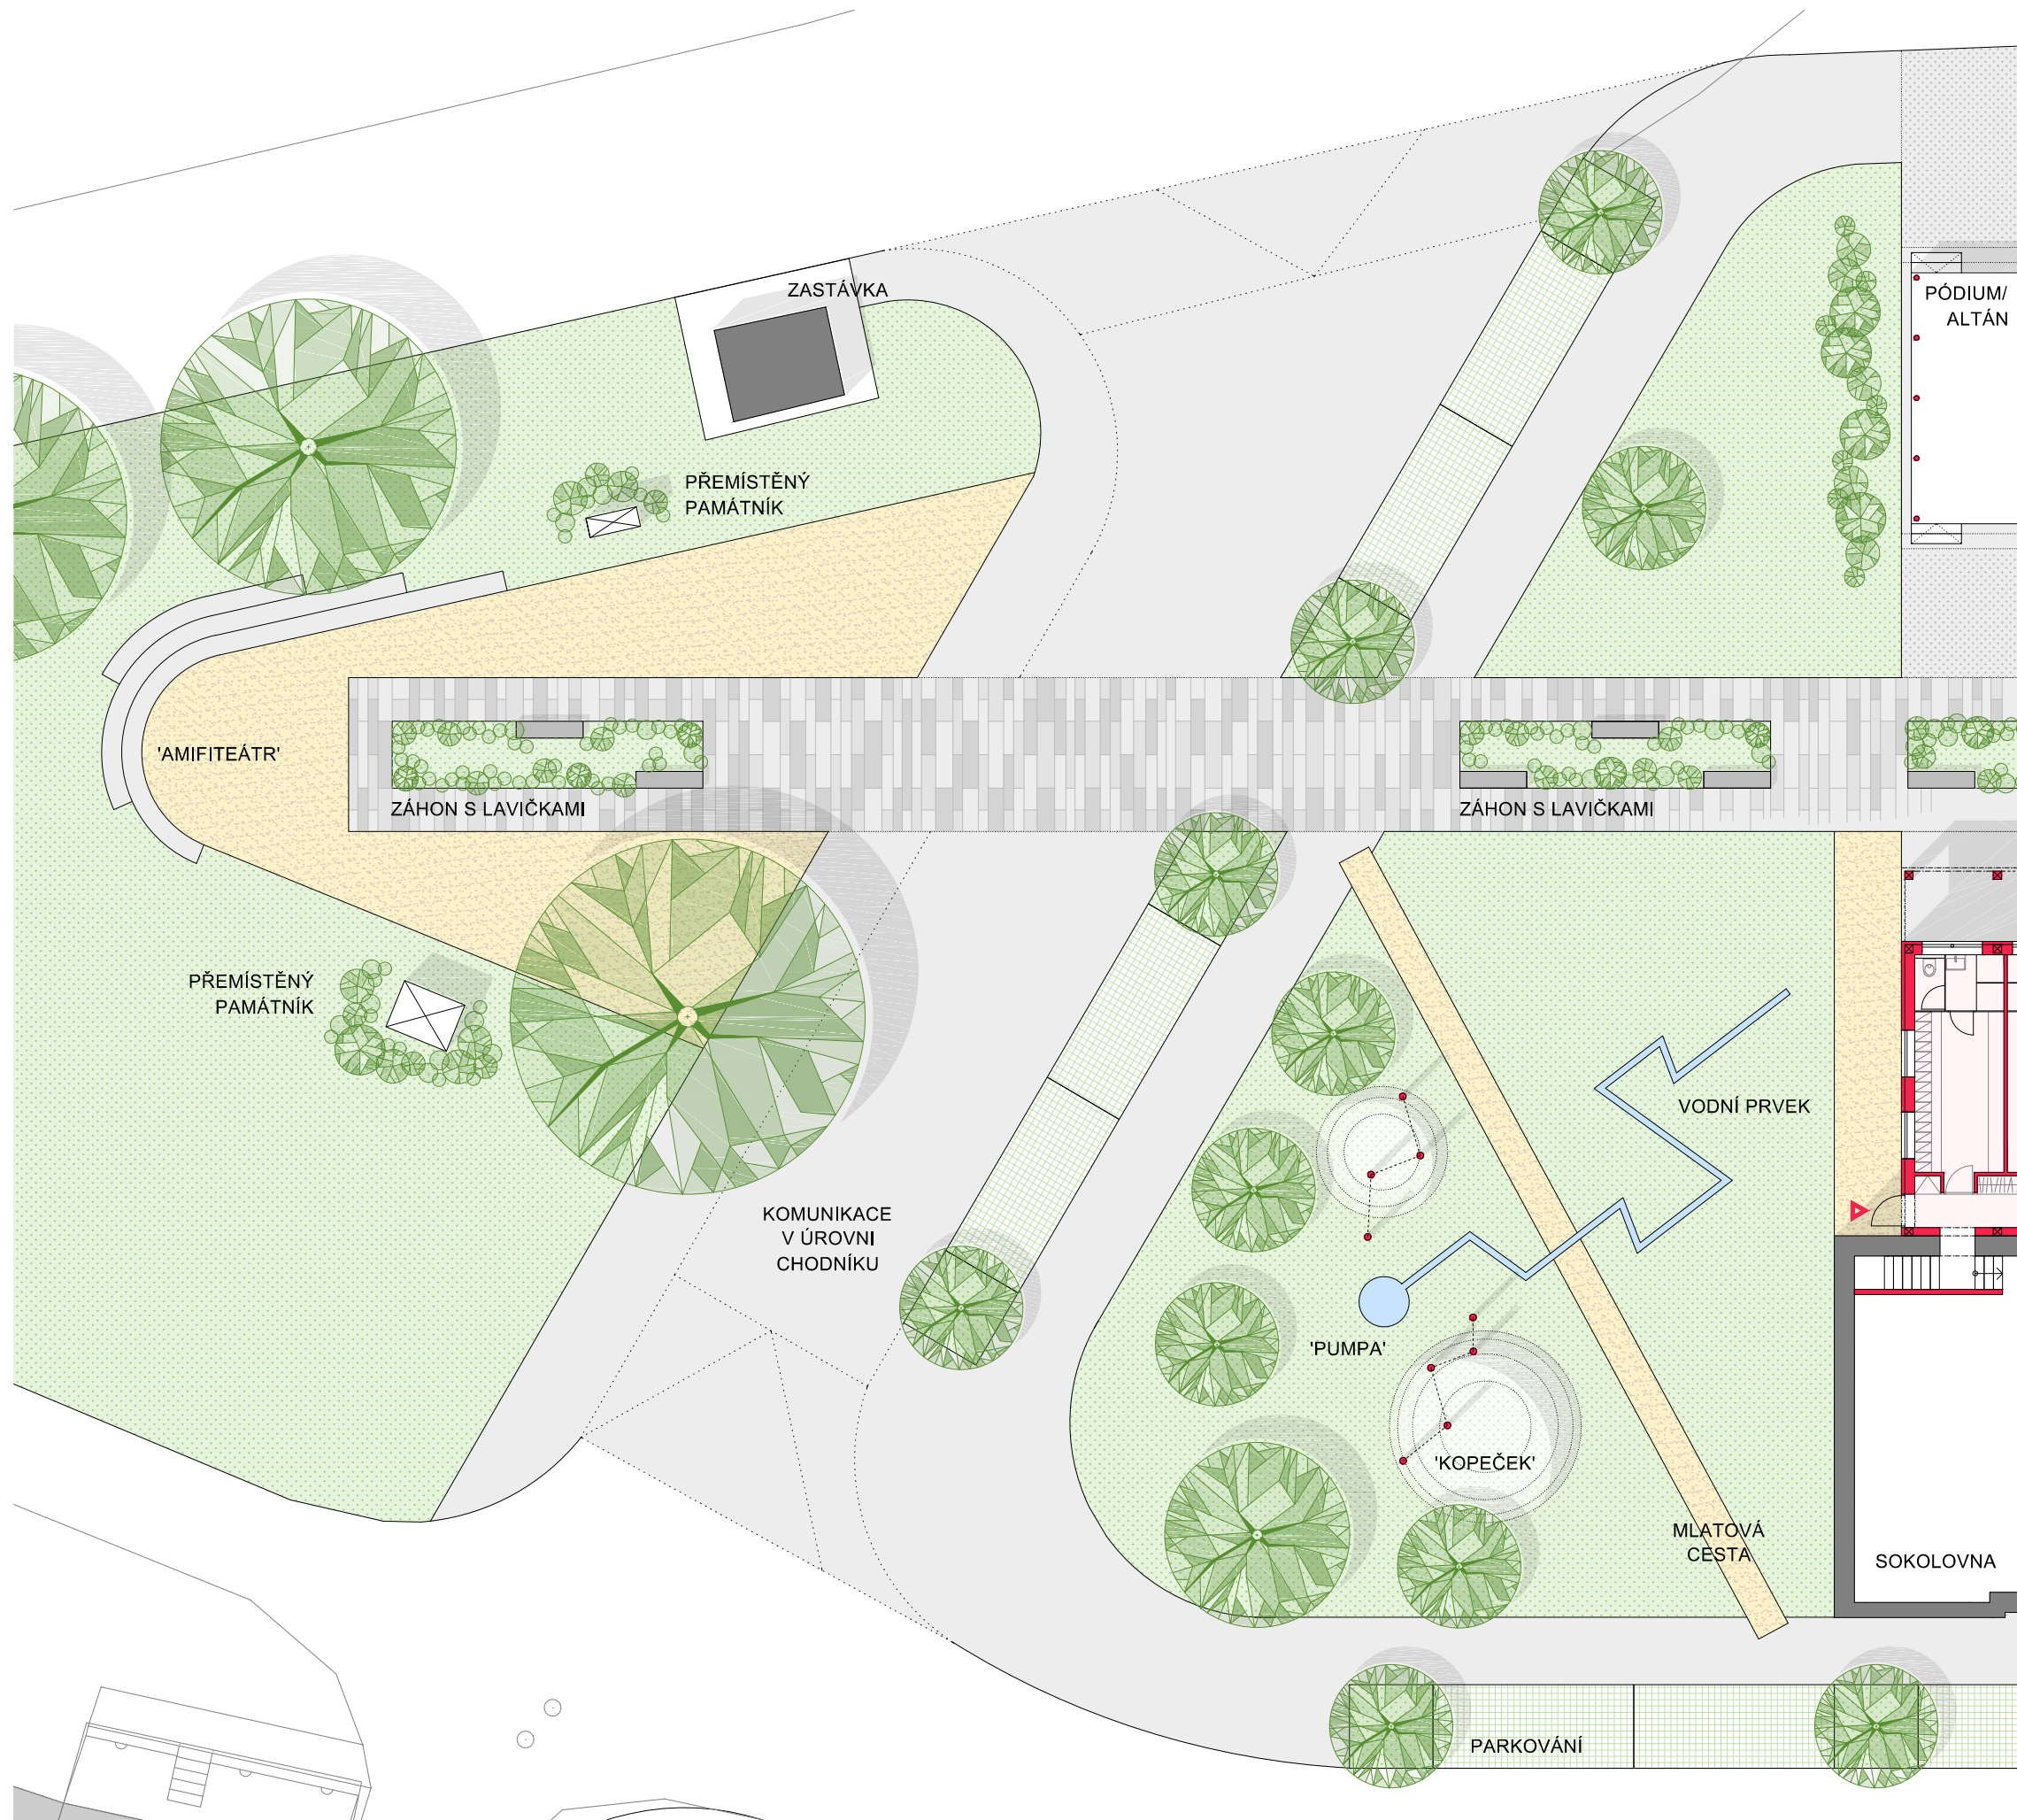 ZASTÁVKA
PÓDIUM/
ALTÁN
PŘEMÍSTĚNÝ
PAMÁTNÍK
'AMIFITEÁTR'
ZÁHON S LAVIČKAMI
ZÁHON S LAVIČKAMI
PŘEMÍSTĚNÝ
PAMÁTNÍK
VODNÍ PRVEK
KOMUNIKACE
V ÚROVNI
CHODNÍKU
'PUMPA'
'KOPEČEK'
MLATOVÁ
CESTA
SOKOLOVNA
PARKOVÁNÍ